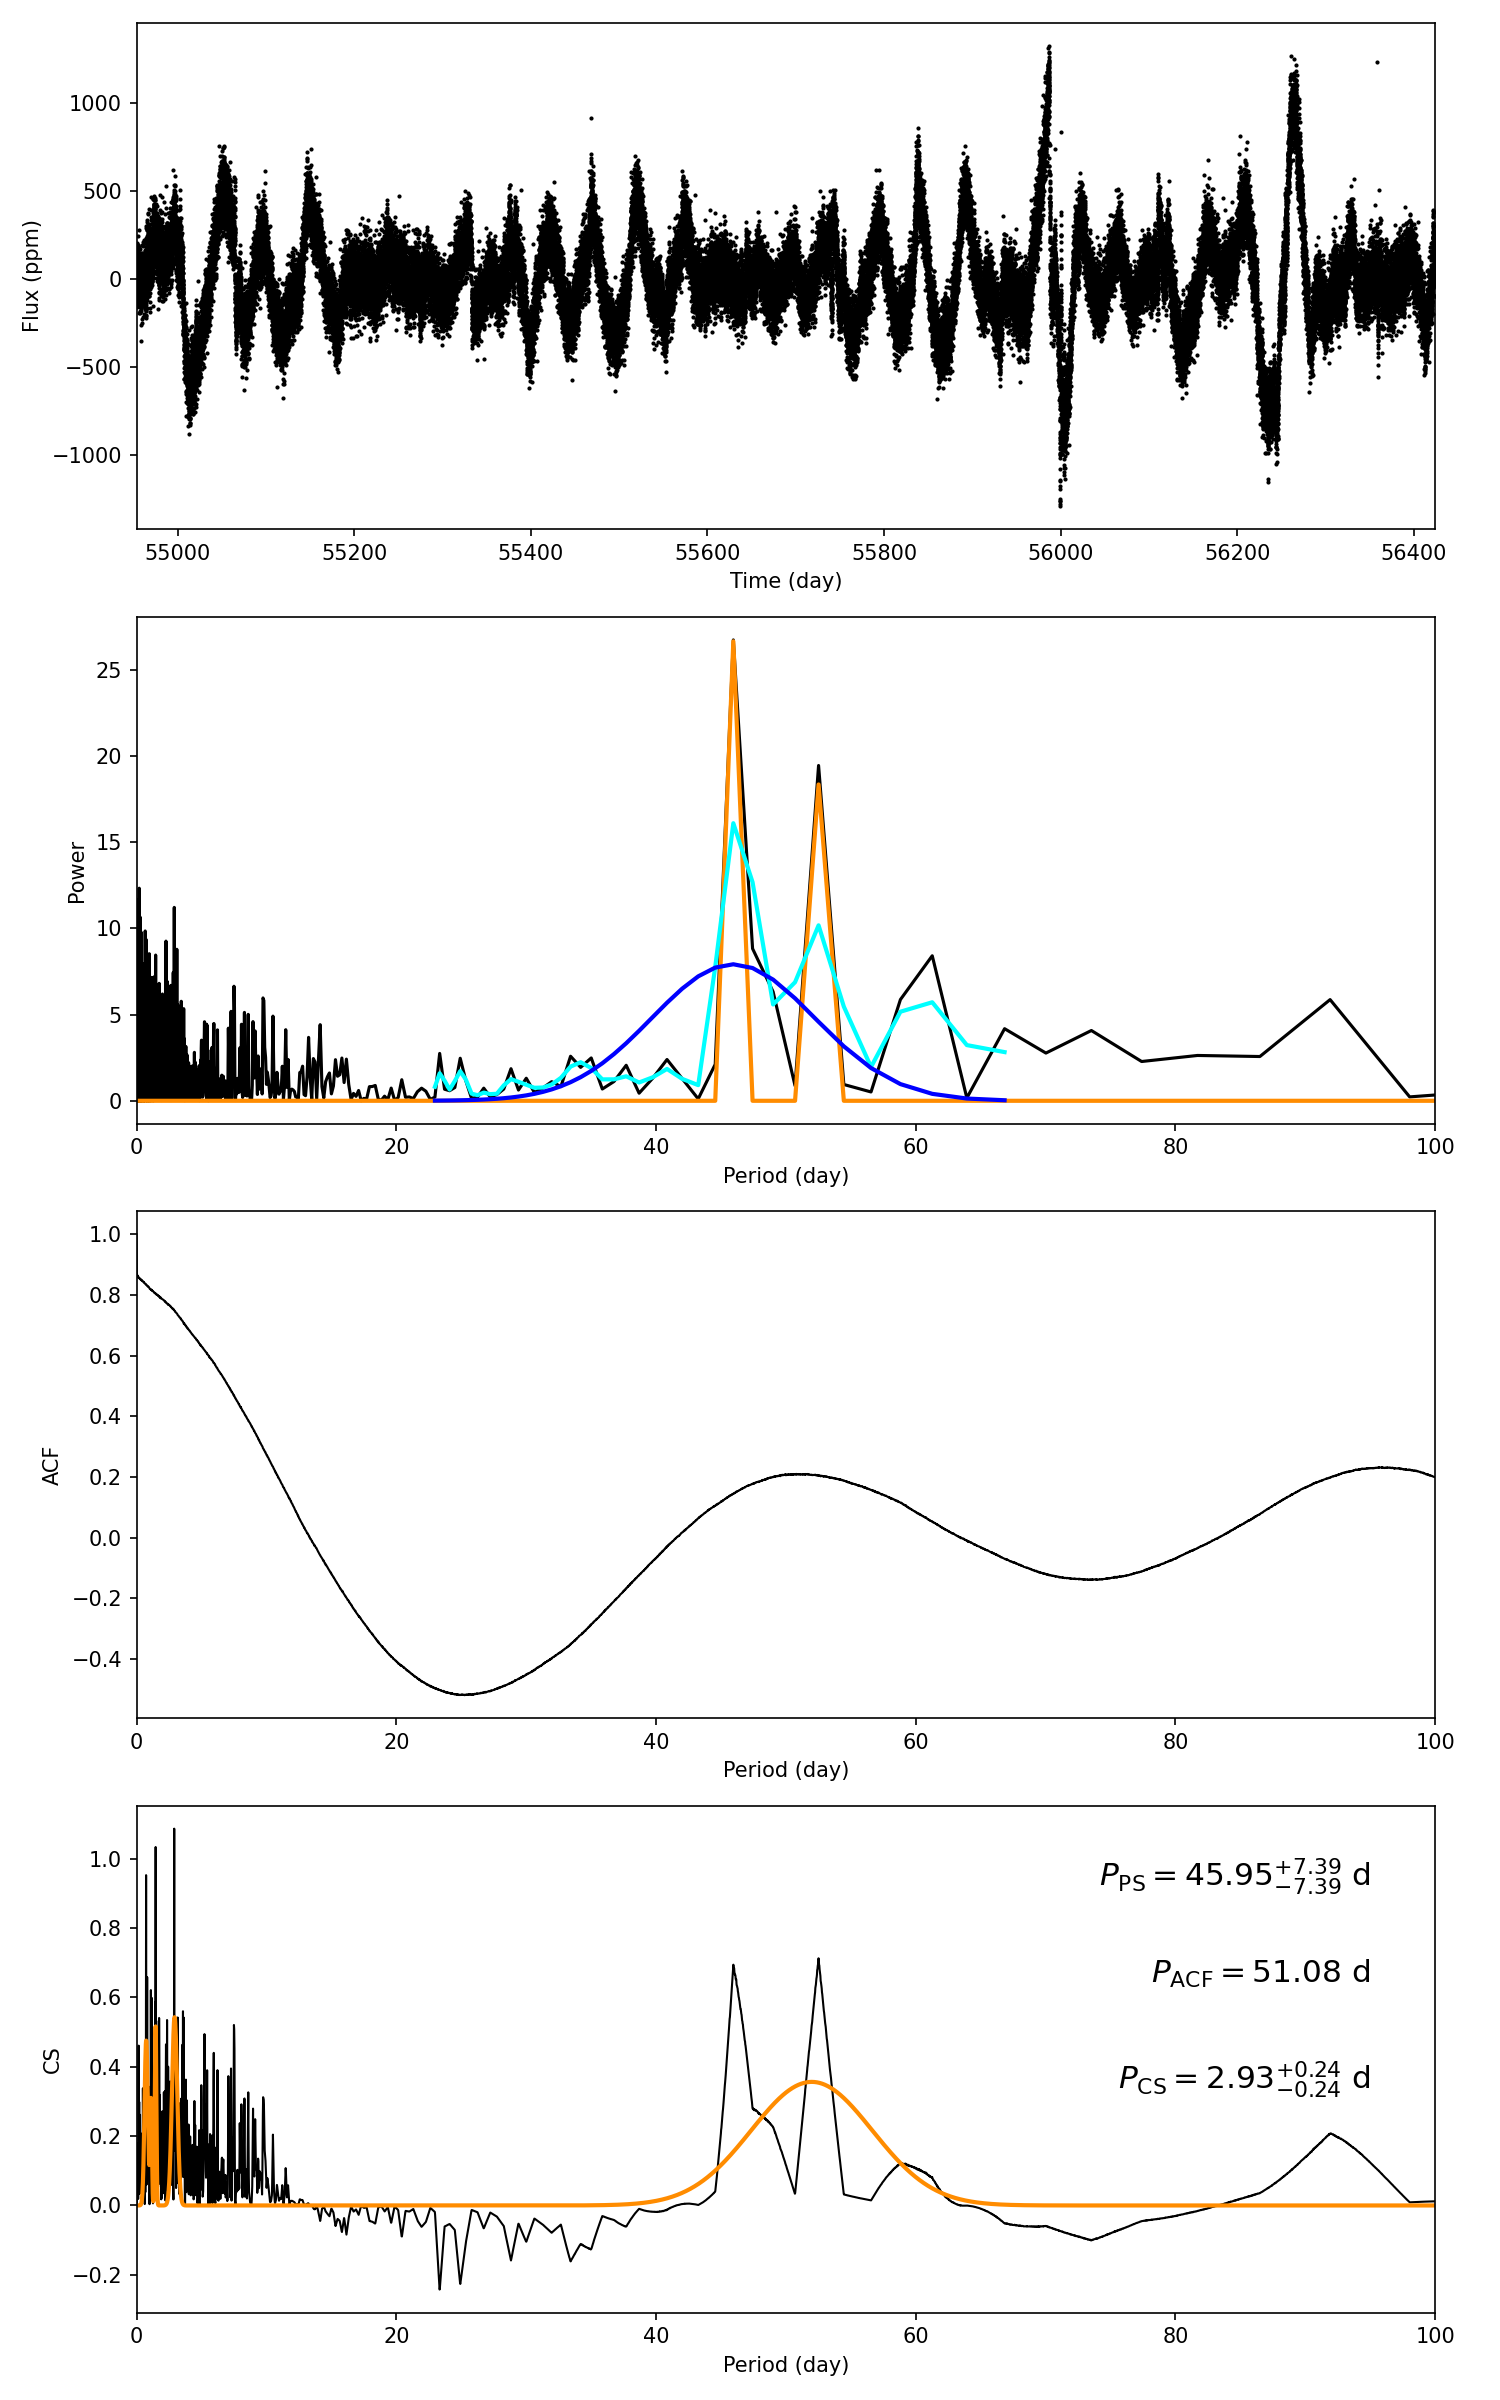 1000
500
0
−500
−1000
Flux (ppm)
55000 55200 55400 55600 55800 56000 56200 56400
Time (day)
25
20
15
10
5
0
Power
0 20 40 60 80 100
Period (day)
1.0
0.8
0.6
0.4
0.2
0.0
−0.2
−0.4
ACF
0 20 40 60 80 100
Period (day)
1.0
0.8
0.6
0.4
0.2
0.0
−0.2
CS
P_PS = 45.95^{+7.39}_{−7.39} d
P_ACF = 51.08 d
P_CS = 2.93^{+0.24}_{−0.24} d
0 20 40 60 80 100
Period (day)